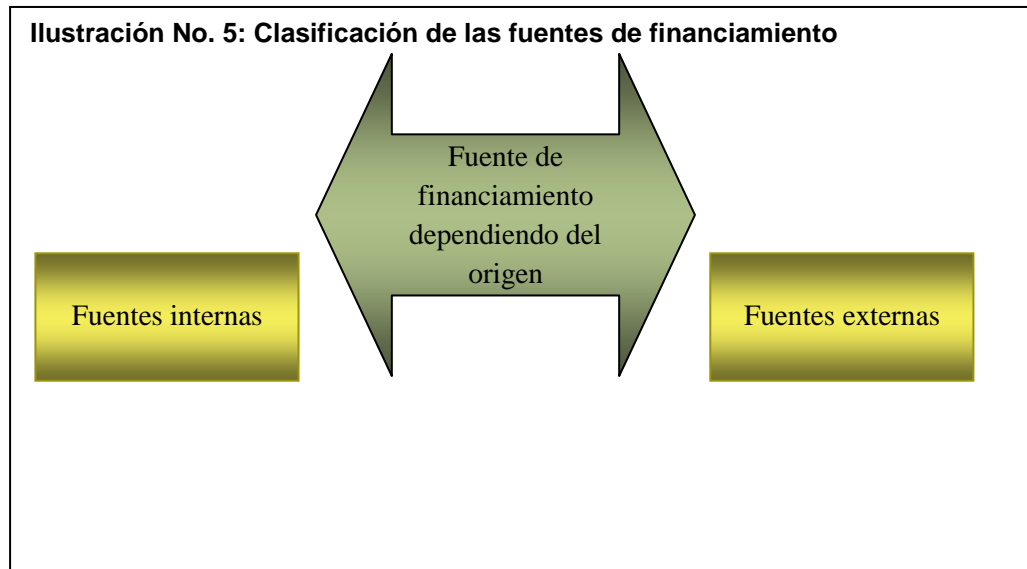 Ilustración No. 5: Clasificación de las fuentes de financiamiento
Fuente de
financiamiento
dependiendo del
origen
Fuentes internas
Fuentes externas